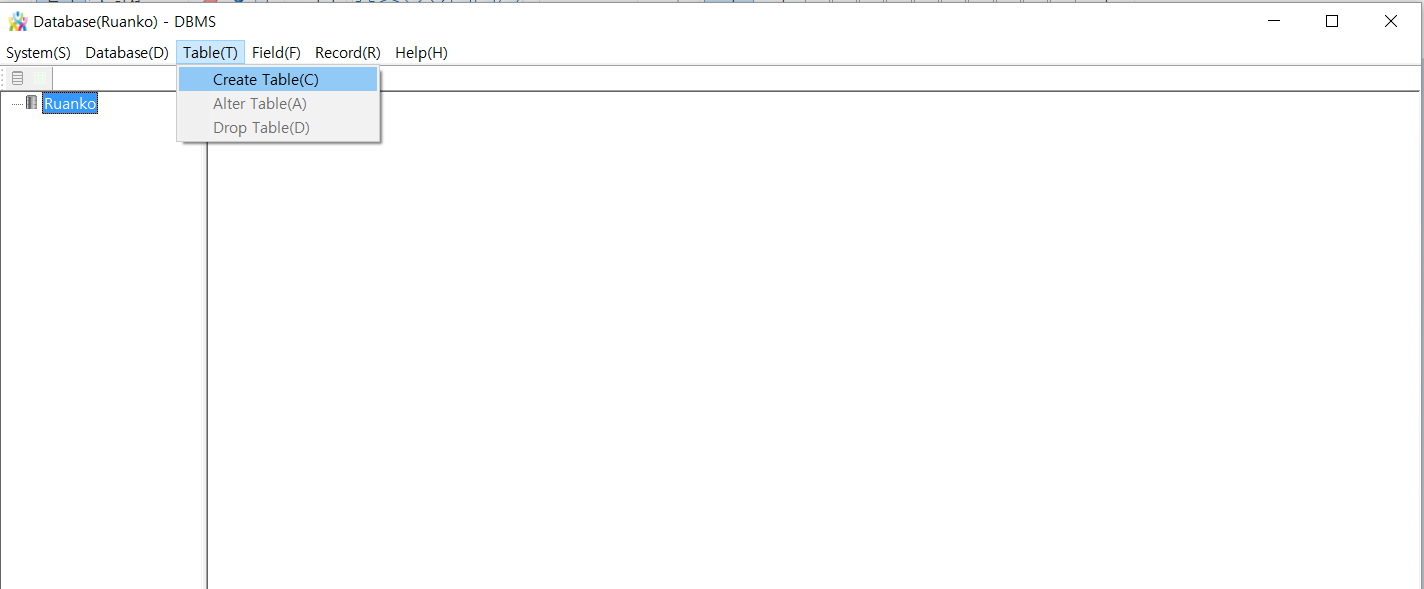 Database(Ruanko) - DBMS
System(S) Database(D) Table(T) Field(F) Record(R) Help(H)
Create Table(C)
Ruanko
Alter Table(A)
Drop Table(D)